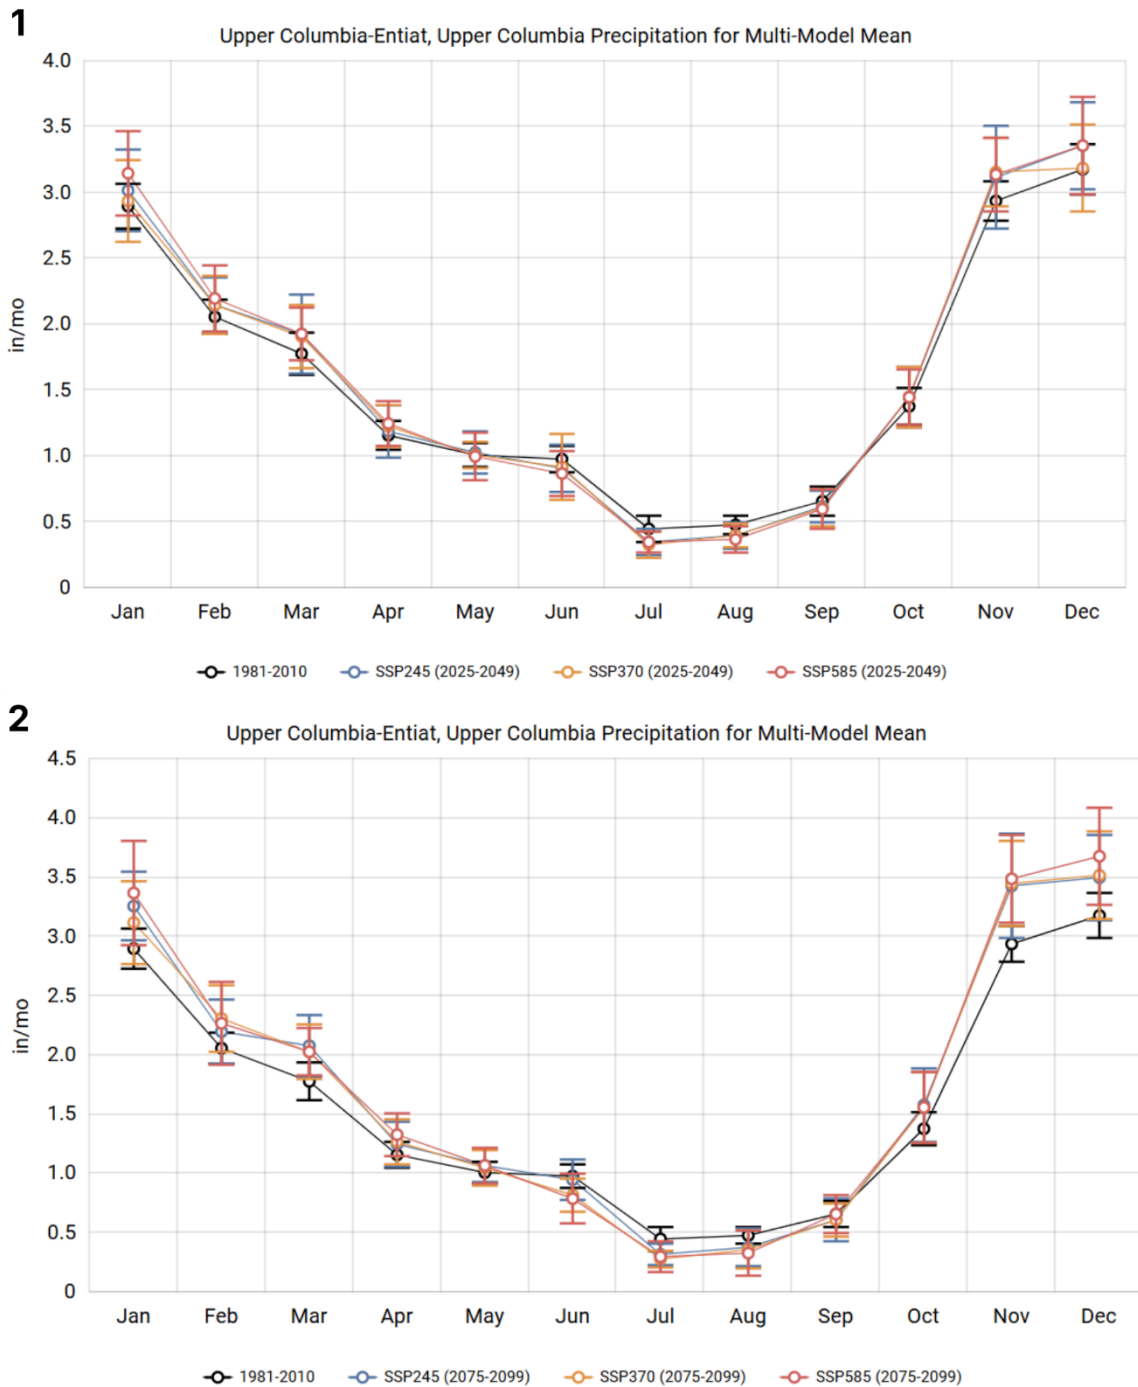 1
Upper Columbia-Entiat, Upper Columbia Precipitation for Multi-Model Mean
4.0
3.5
3.0
2.5
2.0
1.5
1.0
0.5
0
in/mo
Jan Feb Mar Apr May Jun Jul Aug Sep Oct Nov Dec
1981-2010 SSP245 (2025-2049) SSP370 (2025-2049) SSP585 (2025-2049)
2
Upper Columbia-Entiat, Upper Columbia Precipitation for Multi-Model Mean
4.5
4.0
3.5
3.0
2.5
2.0
1.5
1.0
0.5
0
in/mo
Jan Feb Mar Apr May Jun Jul Aug Sep Oct Nov Dec
1981-2010 SSP245 (2075-2099) SSP370 (2075-2099) SSP585 (2075-2099)